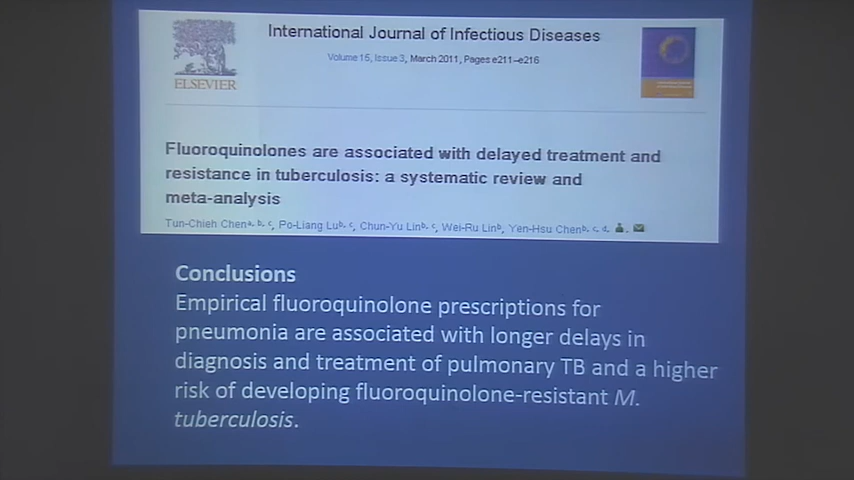 International Journal of Infectious Diseases
Volume 15, Issue 3, March 2011, Pages e211–e216
ELSEVIER
Fluoroquinolones are associated with delayed treatment and
resistance in tuberculosis: a systematic review and
meta-analysis
Tun-Chieh Chen a, b, c, Po-Liang Lu b, c, Chun-Yu Lin b, c, Wei-Ru Lin b, Yen-Hsu Chen b, c, d,
Conclusions
Empirical fluoroquinolone prescriptions for
pneumonia are associated with longer delays in
diagnosis and treatment of pulmonary TB and a higher
risk of developing fluoroquinolone-resistant M.
tuberculosis.